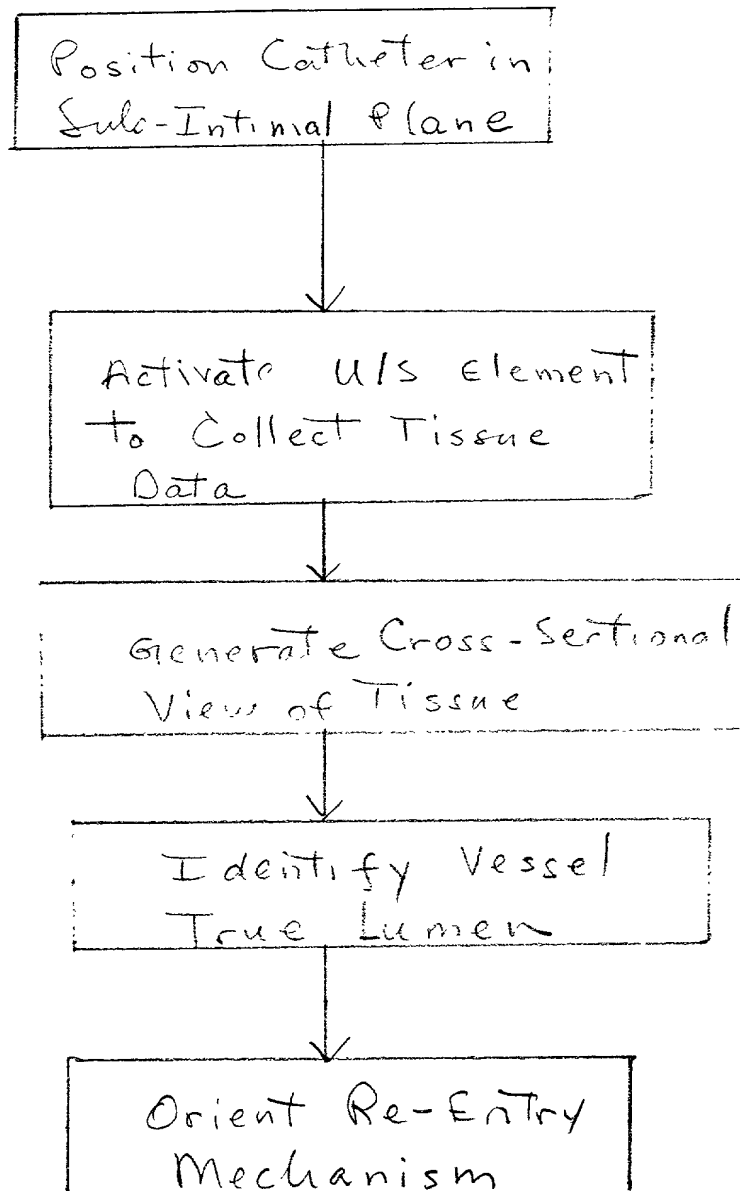 Position Catheter in
Sub-Intimal Plane
Activate U/S Element
to Collect Tissue
Data
Generate Cross-Sectional
View of Tissue
Identify Vessel
True Lumen
Orient Re-Entry
Mechanism